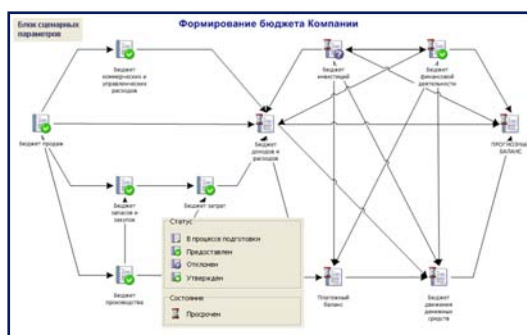 Блок сценарных
параметров
Формирование бюджета Компании
Бюджет
коммерческих и
управленческих
расходов
Бюджет
инвестиций
Бюджет
финансовой
деятельности
Бюджет продаж
Бюджет
доходов и
расходов
ПРОГНОЗНЫЙ
БАЛАНС
Бюджет
запасов и
закупок
Бюджет затрат
Статус
В процессе подготовки
Предоставлен
Отклонен
Утвержден
Состояние
Просрочен
Бюджет
производства
Платежный
баланс
Бюджет
движения
денежных
средств